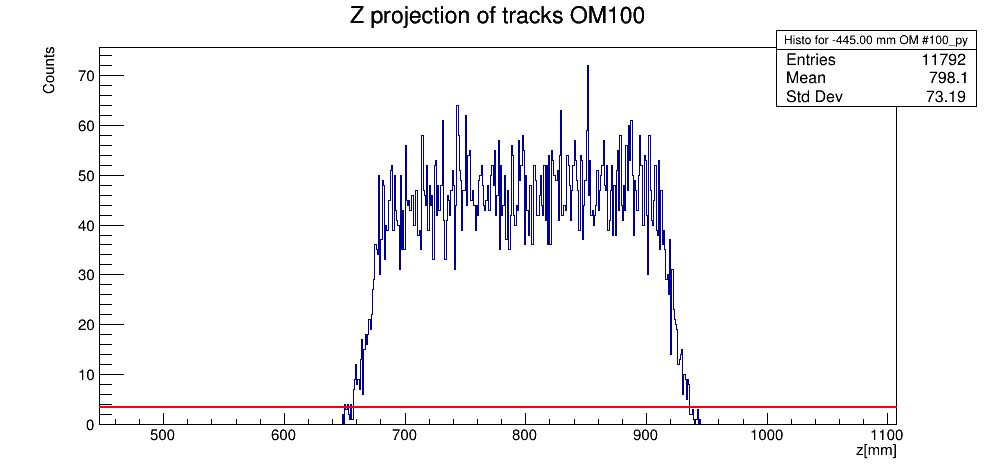 Z projection of tracks OM100
Histo for -445.00 mm OM #100_py
Entries 11792
Mean 798.1
Std Dev 73.19
Counts
70
60
50
40
30
20
10
0
500 600 700 800 900 1000 1100
z[mm]